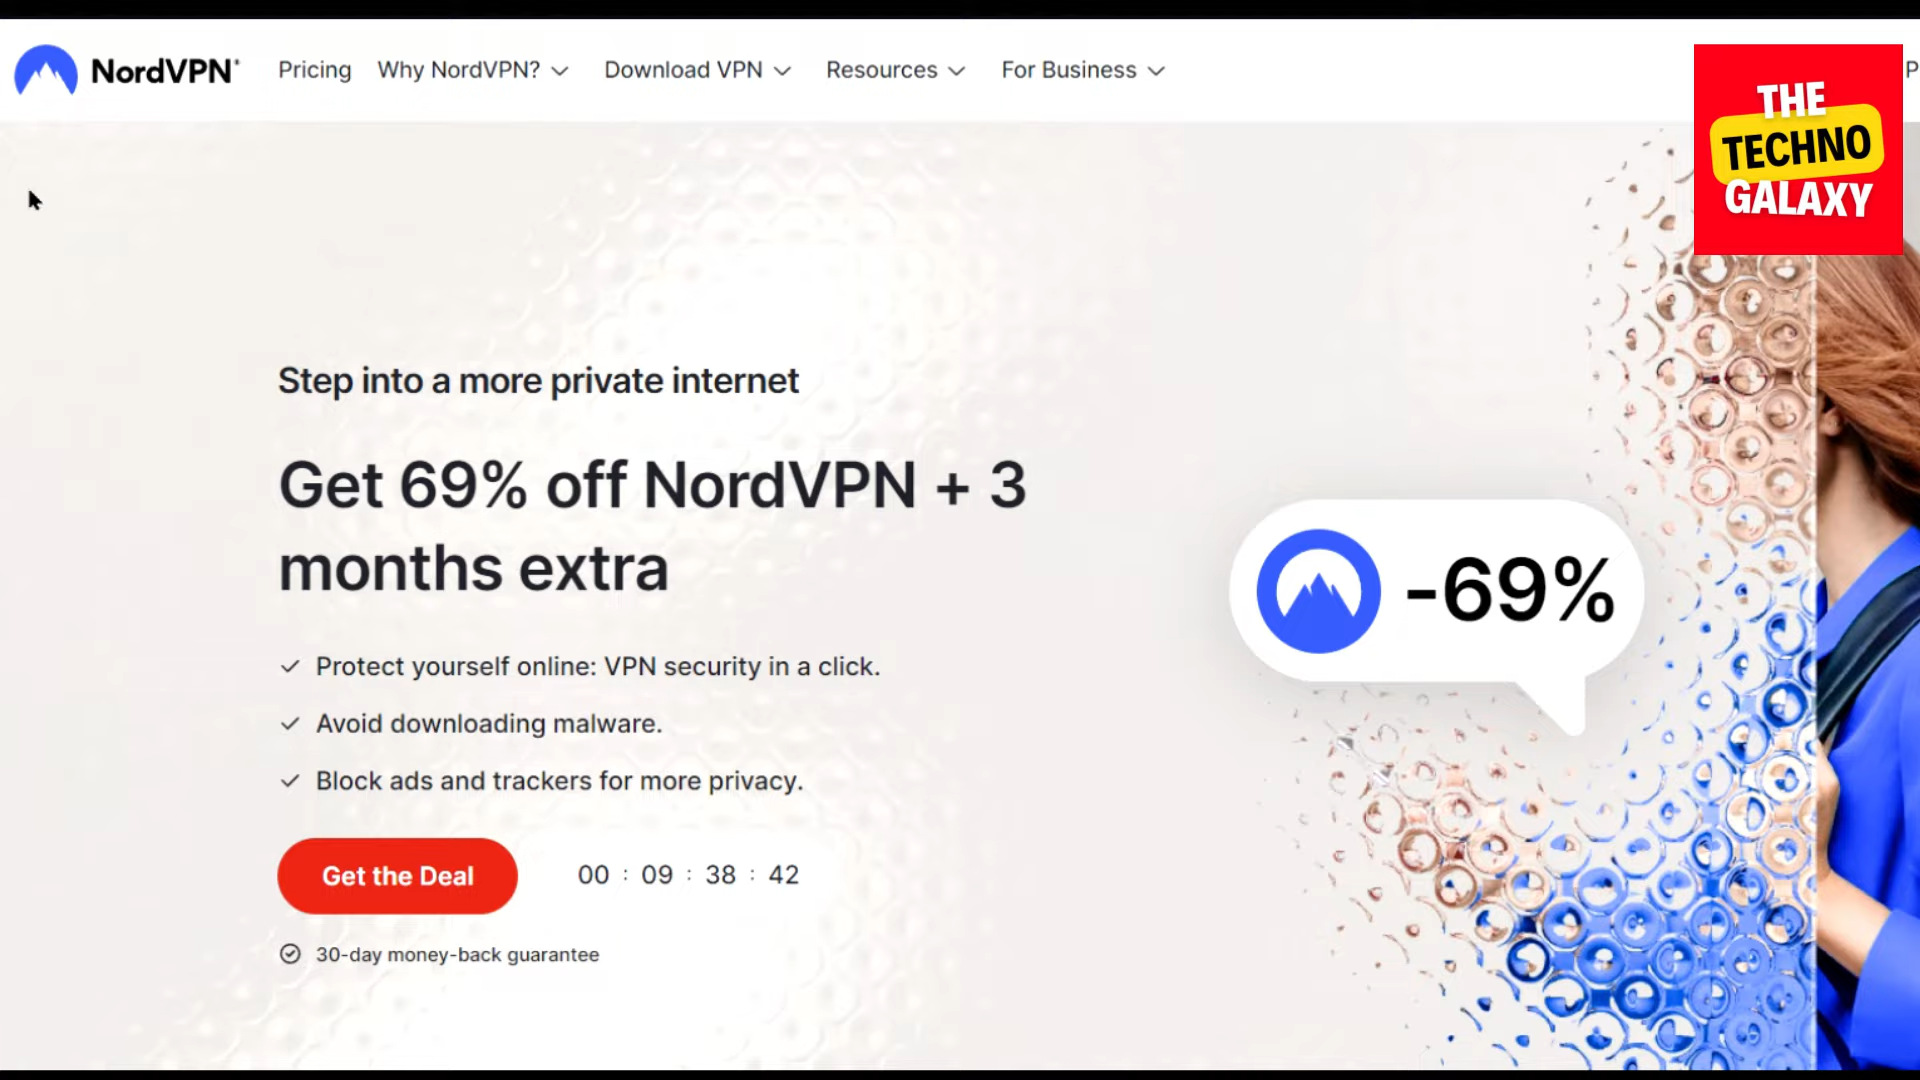 NordVPN®
Pricing
Why NordVPN?
Download VPN
Resources
For Business
P
THE
TECHNO
GALAXY
Step into a more private internet
Get 69% off NordVPN + 3
months extra
-69%
Protect yourself online: VPN security in a click.
Avoid downloading malware.
Block ads and trackers for more privacy.
Get the Deal
00 : 09 : 38 : 42
30-day money-back guarantee